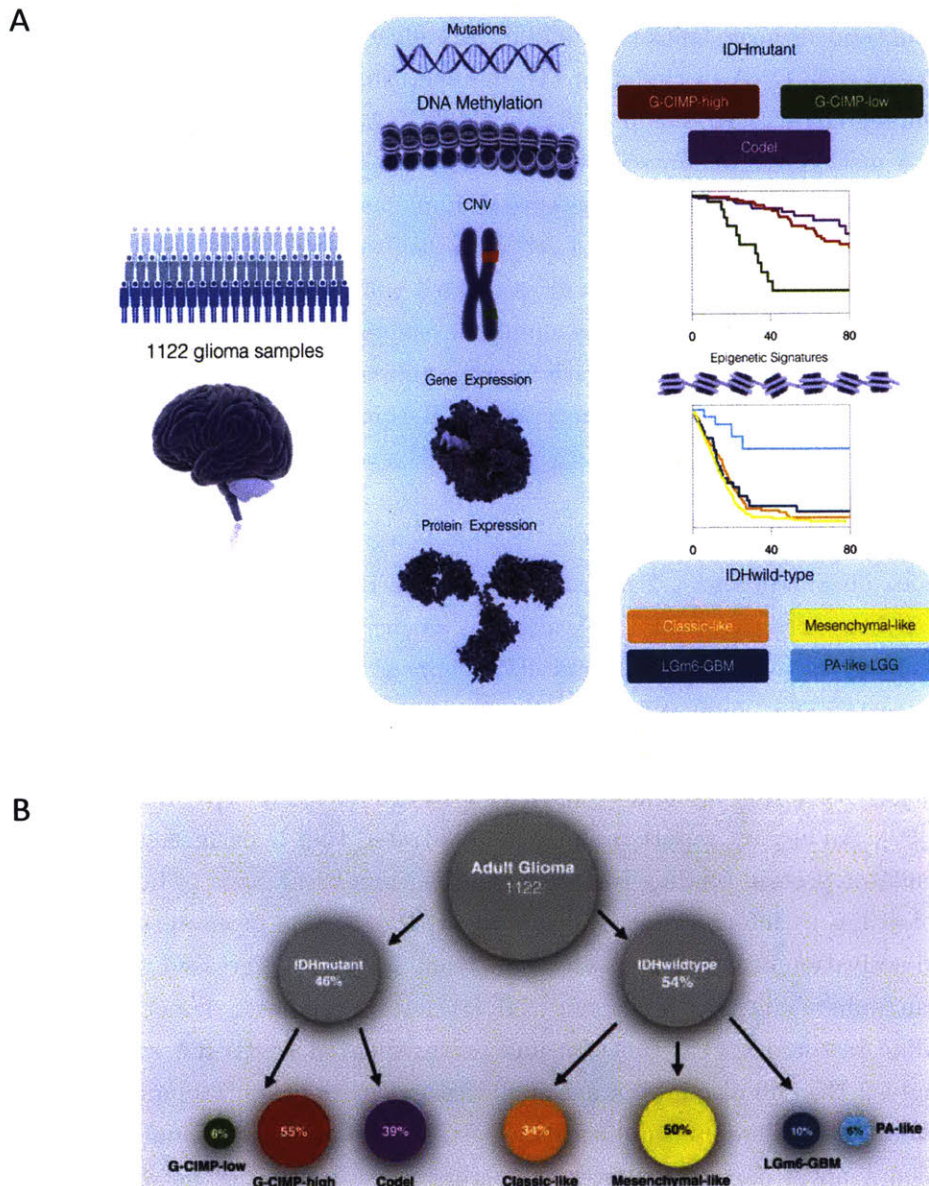 A
Mutations
DNA Methylation
CNV
Gene Expression
Protein Expression
1122 glioma samples
IDHmutant
G-CIMP-high
G-CIMP-low
Codel
0 40 80
Epigenetic Signatures
0 40 80
IDHwild-type
Classic-like
Mesenchymal-like
LGm6-GBM
PA-like LGG
B
Adult Glioma
1122
IDHmutant
46%
IDHwildtype
54%
6%
55%
39%
34%
50%
10%
6%
PA-like
G-CIMP-low
G-CIMP-high
Codel
Classic-like
Mesenchymal-like
LGm6-GBM